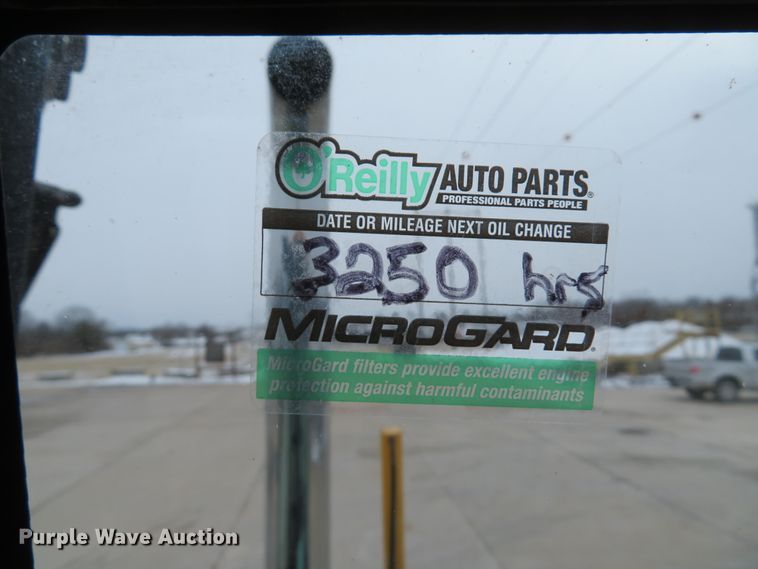 O'Reilly AUTO PARTS®
PROFESSIONAL PARTS PEOPLE
DATE OR MILEAGE NEXT OIL CHANGE
3250 hrs
MICROGARD®
MicroGard filters provide excellent engine
protection against harmful contaminants
Purple Wave Auction